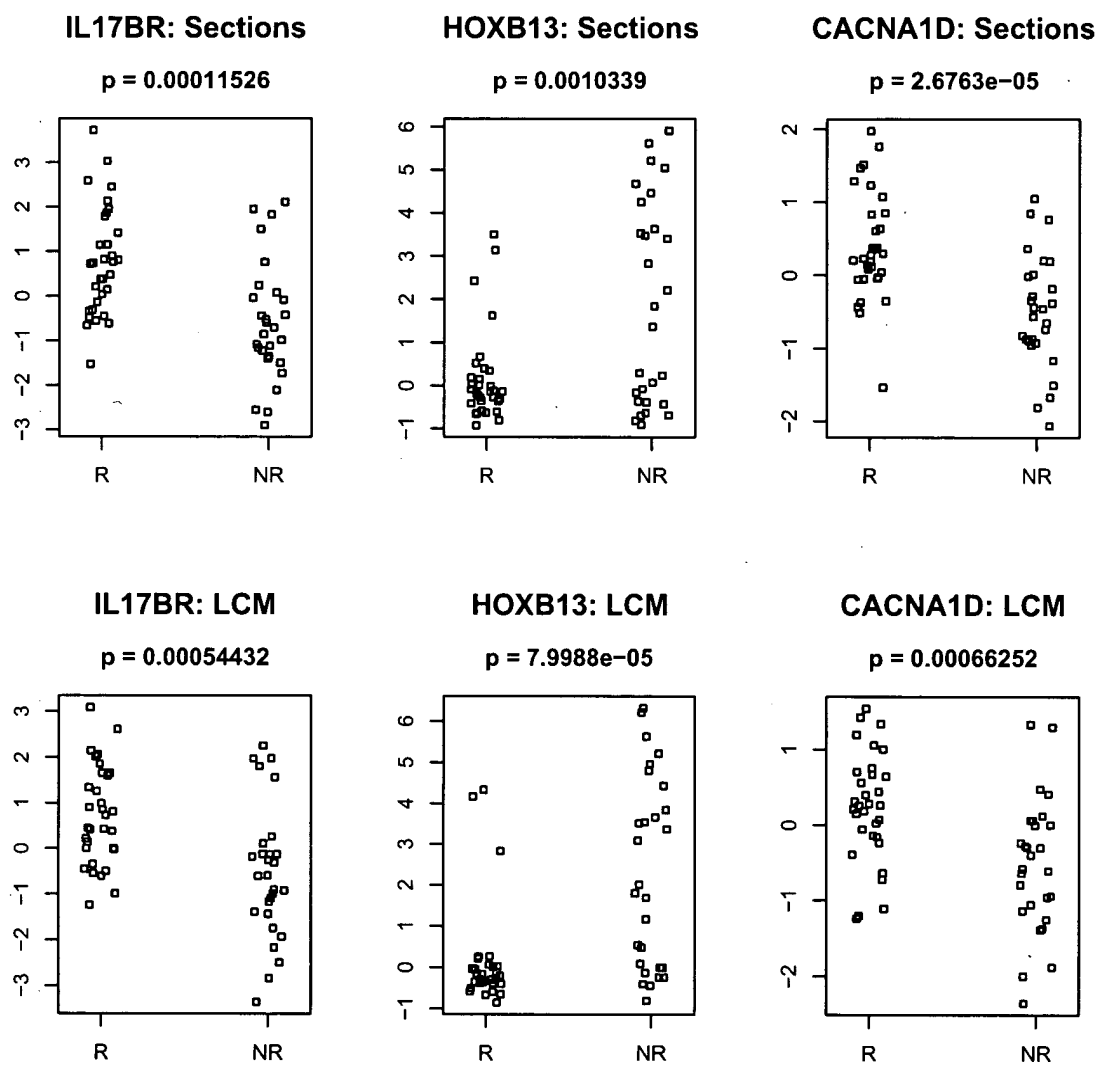 IL17BR: Sections
p = 0.00011526
3
2
1
0
−1
−2
−3
R NR
HOXB13: Sections
p = 0.0010339
6
5
4
3
2
1
0
−1
R NR
CACNA1D: Sections
p = 2.6763e−05
2
1
0
−1
−2
R NR
IL17BR: LCM
p = 0.00054432
3
2
1
0
−1
−2
−3
R NR
HOXB13: LCM
p = 7.9988e−05
6
5
4
3
2
1
0
−1
R NR
CACNA1D: LCM
p = 0.00066252
1
0
−1
−2
R NR